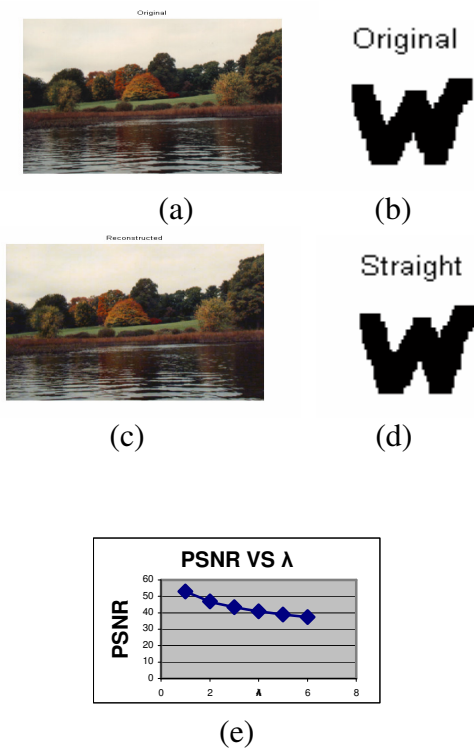 Original
Original
W
(a)
(b)
Reconstructed
Straight
W
(c)
(d)
PSNR VS λ
PSNR
60
50
40
30
20
10
0
0 2 λ 4 6 8
(e)